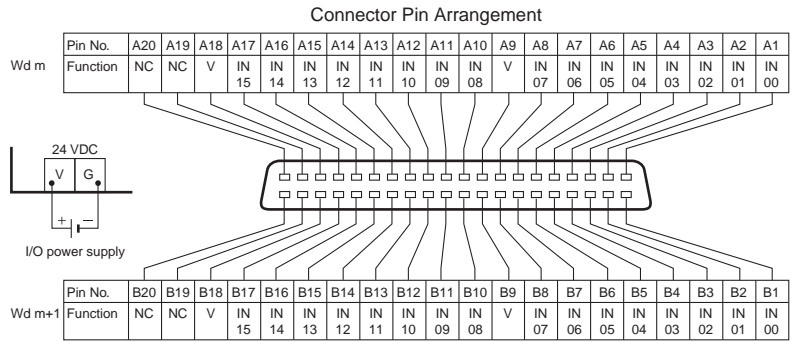 Connector Pin Arrangement
Pin No. A20 A19 A18 A17 A16 A15 A14 A13 A12 A11 A10 A9 A8 A7 A6 A5 A4 A3 A2 A1
Wd m Function NC NC V IN 15 IN 14 IN 13 IN 12 IN 11 IN 10 IN 09 IN 08 V IN 07 IN 06 IN 05 IN 04 IN 03 IN 02 IN 01 IN 00
24 VDC
V G
+ −
I/O power supply
Pin No. B20 B19 B18 B17 B16 B15 B14 B13 B12 B11 B10 B9 B8 B7 B6 B5 B4 B3 B2 B1
Wd m+1 Function NC NC V IN 15 IN 14 IN 13 IN 12 IN 11 IN 10 IN 09 IN 08 V IN 07 IN 06 IN 05 IN 04 IN 03 IN 02 IN 01 IN 00